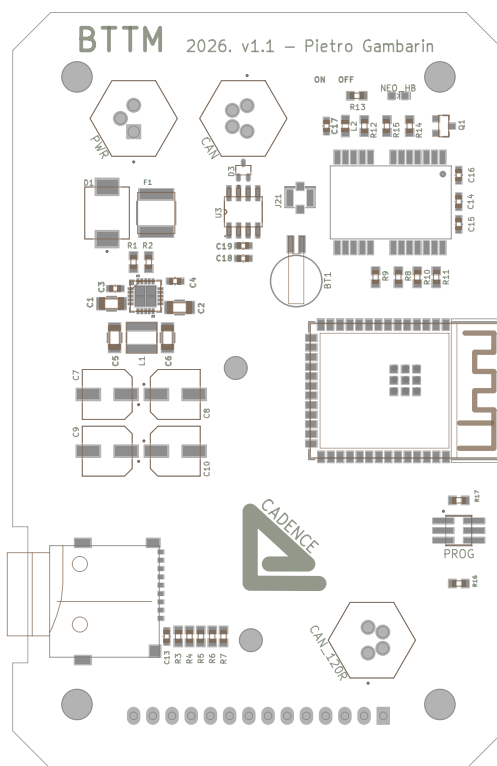 BTTM
2026. v1.1 — Pietro Gambarin
ON OFF
NEO_HB
R13
PWR
CAN
C17
L2
R12
R15
R14
Q1
D1
F1
D3
U3
J21
C16
C14
C15
R1 R2
C19
C18
BT1
R9
R8
R10
R11
C3
C4
C1
C2
C5
L1
C6
C7
C8
C9
C10
R17
CADENCE
PROG
R16
CAN_120R
C13
R3
R4
R5
R6
R7